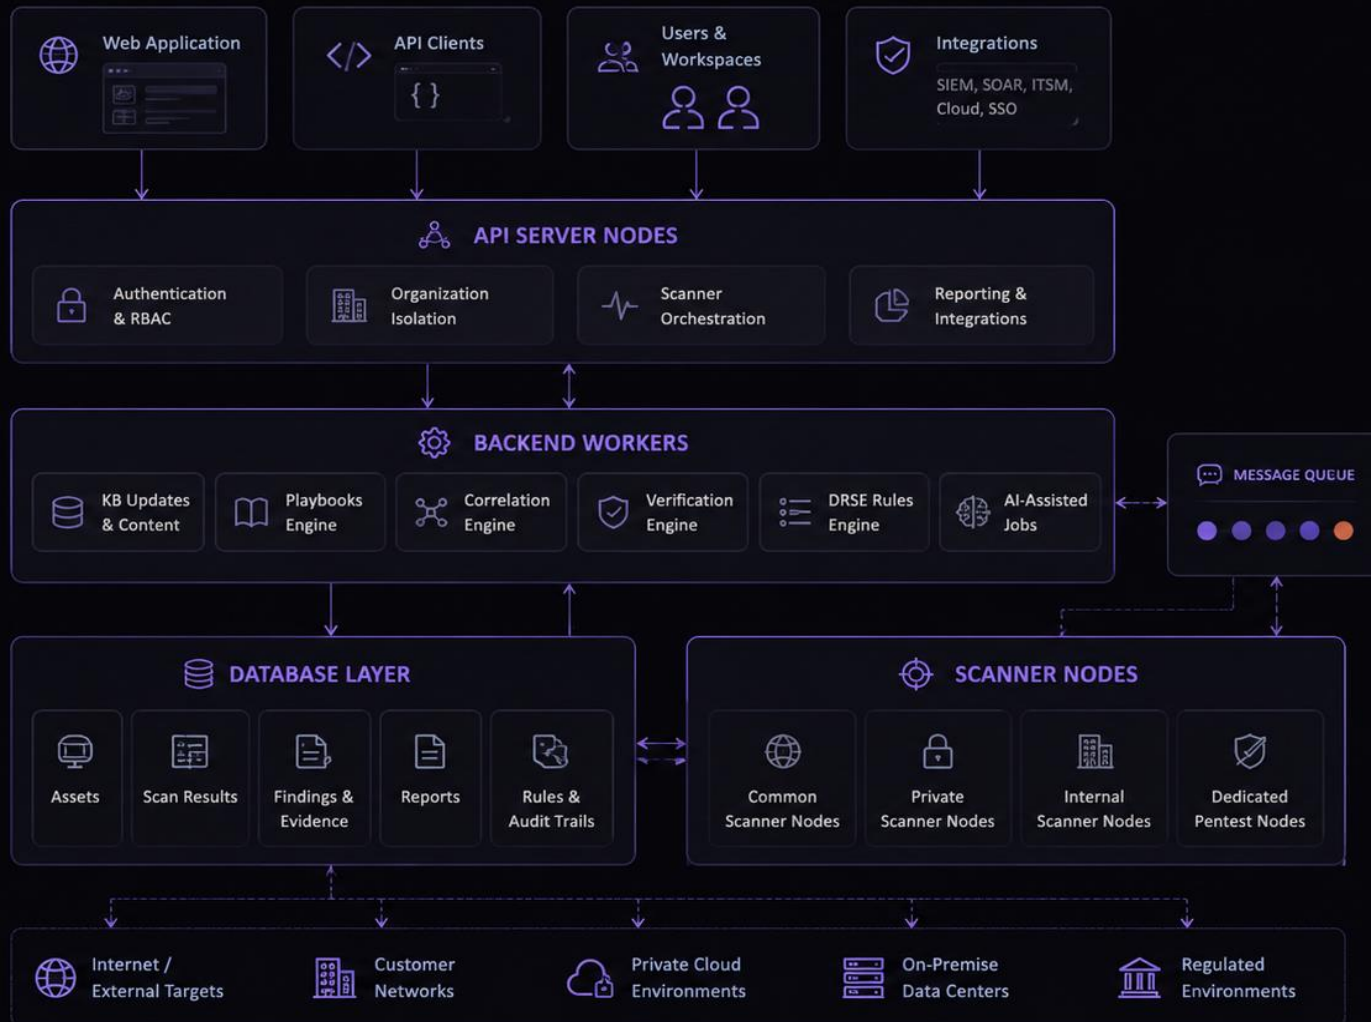 Web Application
API Clients
{ }
Users &
Workspaces
Integrations
SIEM, SOAR, ITSM,
Cloud, SSO
API SERVER NODES
Authentication
& RBAC
Organization
Isolation
Scanner
Orchestration
Reporting &
Integrations
BACKEND WORKERS
KB Updates
& Content
Playbooks
Engine
Correlation
Engine
Verification
Engine
DRSE Rules
Engine
AI-Assisted
Jobs
MESSAGE QUEUE
DATABASE LAYER
Assets
Scan Results
Findings &
Evidence
Reports
Rules &
Audit Trails
SCANNER NODES
Common
Scanner Nodes
Private
Scanner Nodes
Internal
Scanner Nodes
Dedicated
Pentest Nodes
Internet /
External Targets
Customer
Networks
Private Cloud
Environments
On-Premise
Data Centers
Regulated
Environments